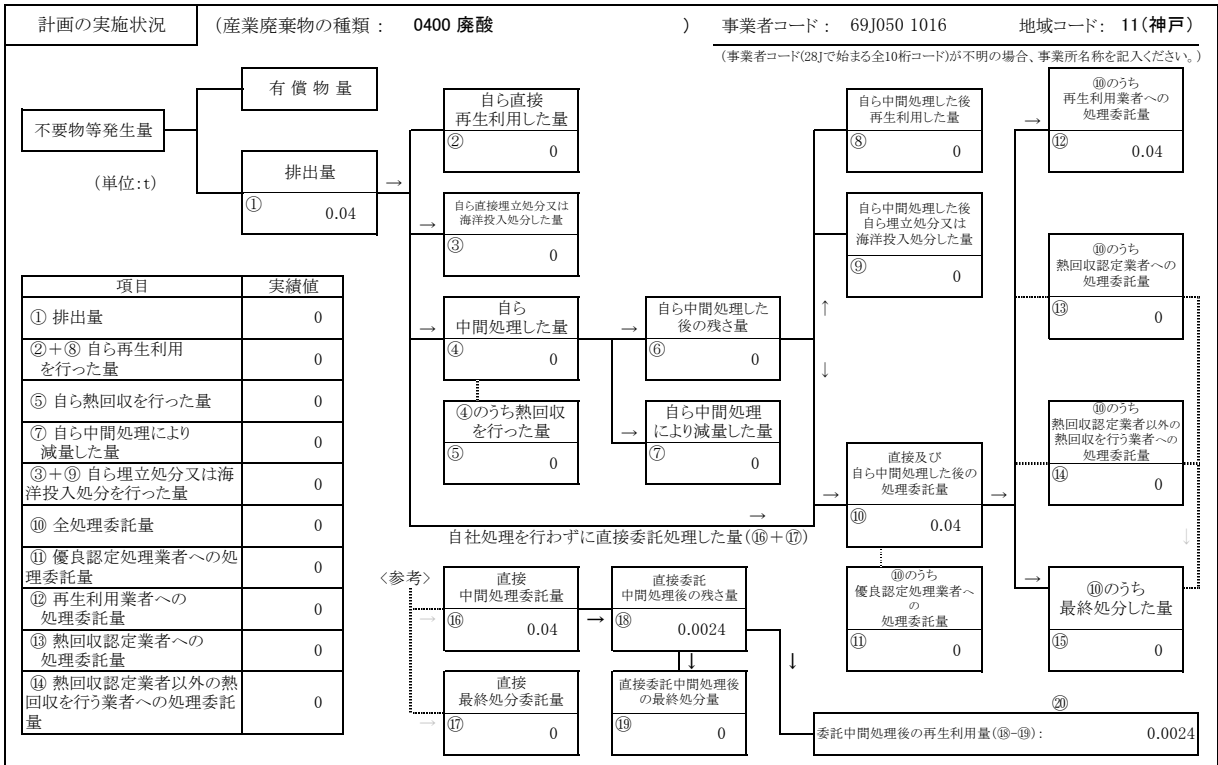 計画の実施状況
(産業廃棄物の種類： 0400 廃酸 )
事業者コード： 69J050 1016
地域コード： 11(神戸)
(事業者コード(28Jで始まる全10桁コード)が不明の場合、事業所名称を記入ください。)
有償物量
不要物等発生量
(単位:t)
排出量
→
①
0.04
自ら直接
再生利用した量
②
0
→
自ら直接埋立処分又は
海洋投入処分した量
③
0
→
自ら
中間処理した量
④
0
④のうち熱回収
を行った量
⑤
0
→
自ら中間処理した
後の残さ量
⑥
0
→
自ら中間処理
により減量した量
⑦
0
自ら中間処理した後
再生利用した量
⑧
0
自ら中間処理した後
自ら埋立処分又は
海洋投入処分した量
⑨
0
↑
↓
→
直接及び
自ら中間処理した後の
処理委託量
→
⑩
0.04
⑩のうち
優良認定処理業者へ
の
処理委託量
⑪
0
→
⑩のうち
再生利用業者への
処理委託量
⑫
0.04
⑩のうち
熱回収認定業者への
処理委託量
⑬
0
⑩のうち
熱回収認定業者以外の
熱回収を行う業者への
処理委託量
⑭
0
↓
→
⑩のうち
最終処分した量
⑮
0
項目 実績値
① 排出量 0
②＋⑧ 自ら再生利用
を行った量 0
⑤ 自ら熱回収を行った量 0
⑦ 自ら中間処理により
減量した量 0
③＋⑨ 自ら埋立処分又は海
洋投入処分を行った量 0
⑩ 全処理委託量 0
⑪ 優良認定処理業者への処
理委託量 0
⑫ 再生利用業者への
処理委託量 0
⑬ 熱回収認定業者への
処理委託量 0
⑭ 熱回収認定業者以外の熱
回収を行う業者への処理委託
量 0
→
自社処理を行わずに直接委託処理した量(⑯＋⑰)
〈参考〉
→
直接
中間処理委託量
⑯
0.04
→
直接委託
中間処理後の残さ量
⑱
0.0024
→
直接
最終処分委託量
⑰
0
↓
直接委託中間処理後
の最終処分量
⑲
0
↓
⑳
委託中間処理後の再生利用量(⑱-⑲)： 0.0024